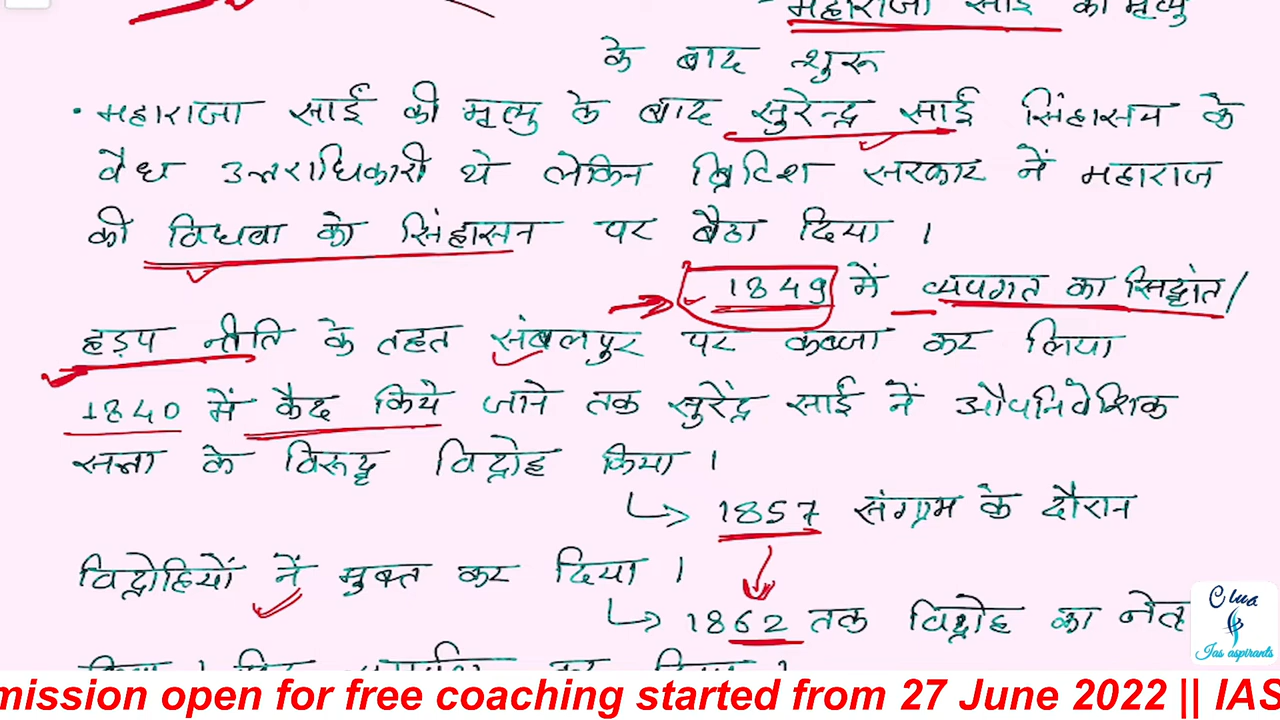 महाराजा साई की मृत्यु
के बाद शुरू
• महाराजा साई की मृत्यु के बाद सुरेन्द्र साई सिंहासन के
वैध उत्तराधिकारी थे लेकिन ब्रिटिश सरकार नें महाराज
की विधवा को सिंहासन पर बैठा दिया ।
1849 में व्यपगत का सिद्धांत/
हड़प नीति के तहत संबलपुर पर कब्जा कर लिया
1840 में कैद किये जाने तक सुरेंद्र साई नें औपनिवेशिक
सत्ता के विरूद्ध विद्रोह किया ।
↳ 1857 संग्राम के दौरान
विद्रोहियों नें मुक्त कर दिया ।
↳ 1862 तक विद्रोह का
Clua
Ias aspirants
mission open for free coaching started from 27 June 2022 || IAS